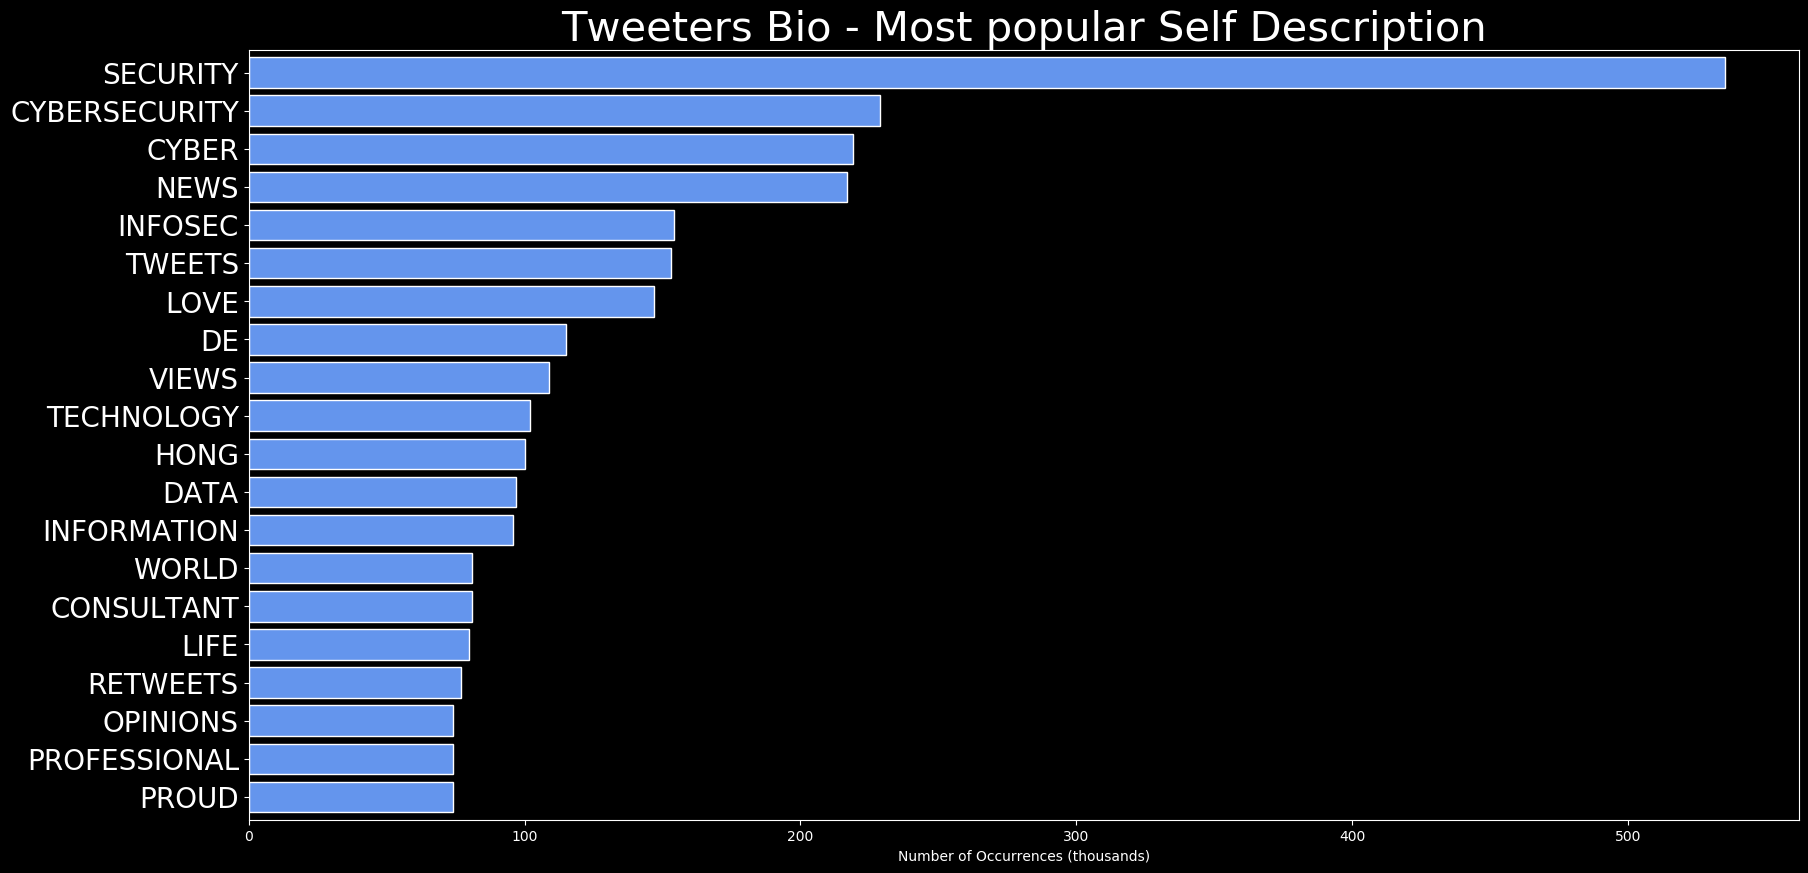 Tweeters Bio - Most popular Self Description
SECURITY
CYBERSECURITY
CYBER
NEWS
INFOSEC
TWEETS
LOVE
DE
VIEWS
TECHNOLOGY
HONG
DATA
INFORMATION
WORLD
CONSULTANT
LIFE
RETWEETS
OPINIONS
PROFESSIONAL
PROUD
0 100 200 300 400 500
Number of Occurrences (thousands)